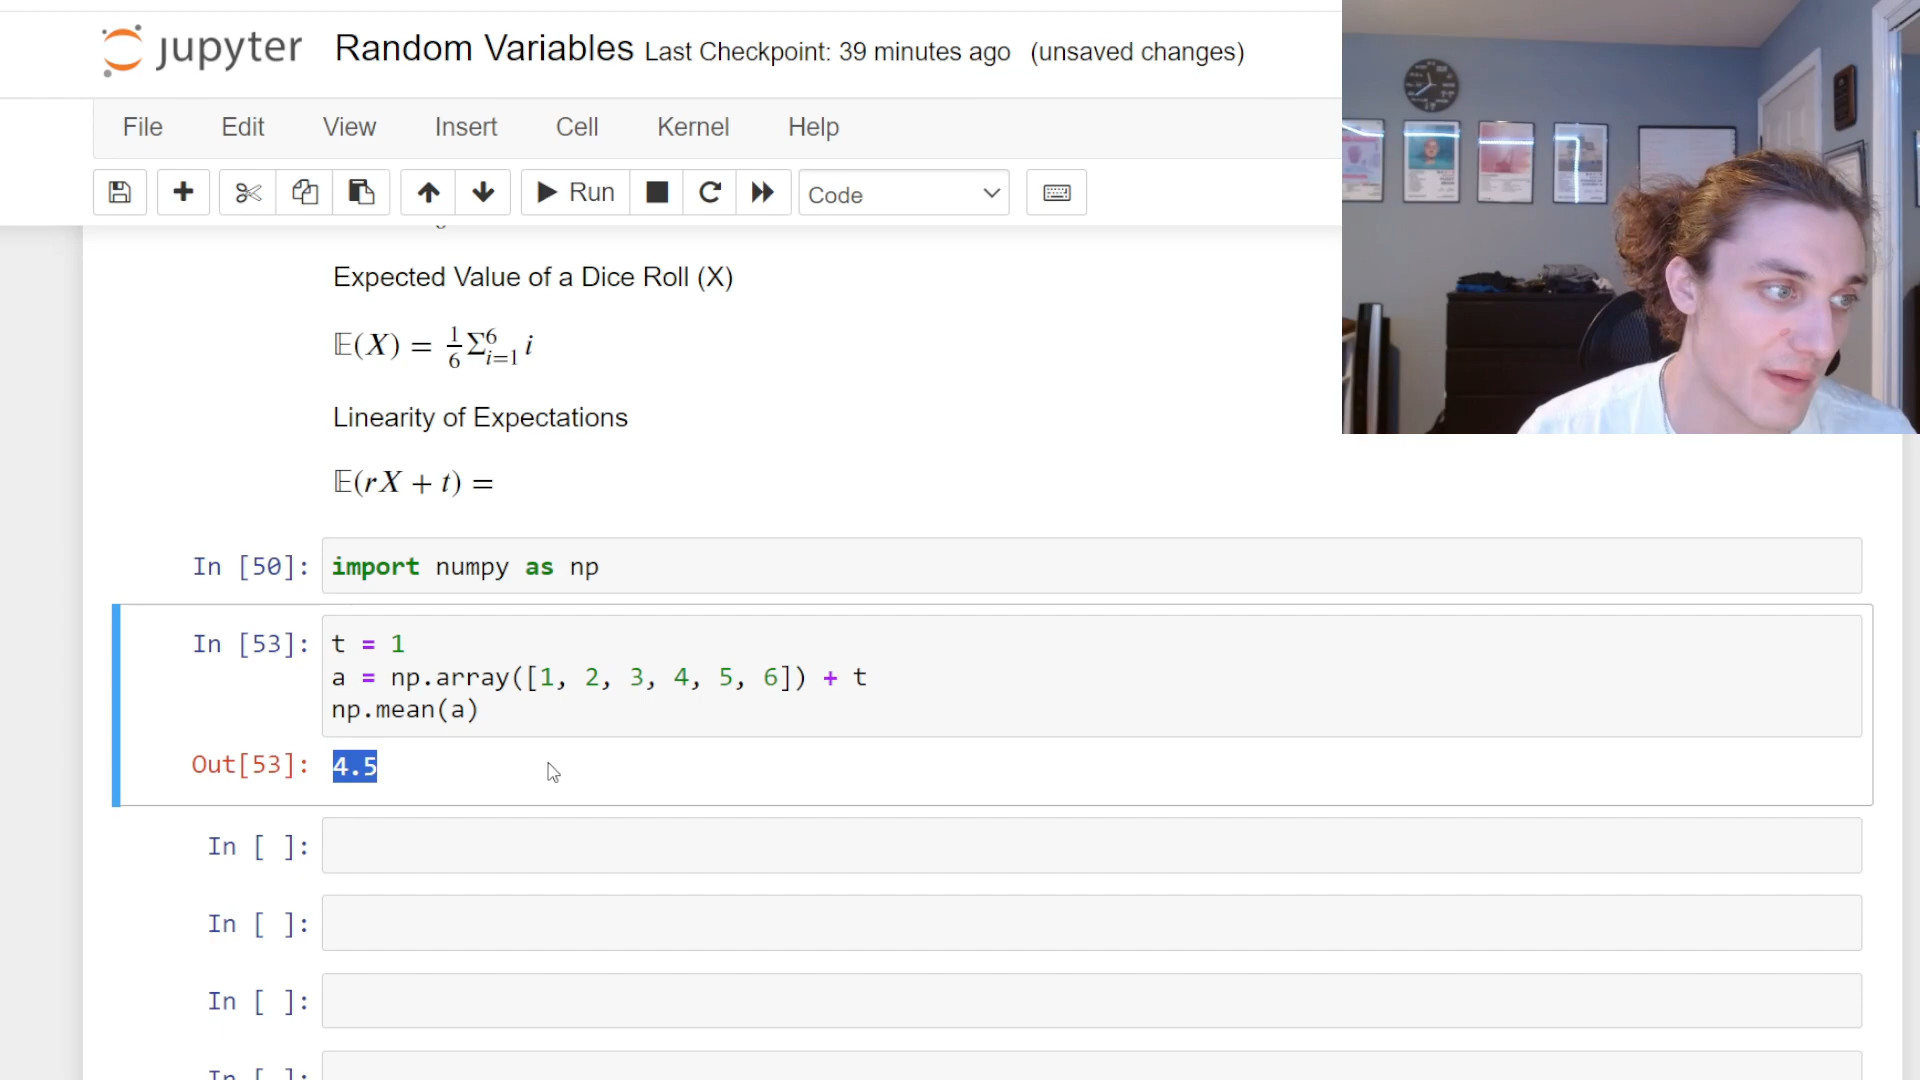 jupyter Random Variables Last Checkpoint: 39 minutes ago (unsaved changes)
File Edit View Insert Cell Kernel Help
Run Code
Expected Value of a Dice Roll (X)
𝔼(X) = 1/6 Σ_{i=1}^{6} i
Linearity of Expectations
𝔼(rX + t) =
In [50]: import numpy as np
In [53]: t = 1
a = np.array([1, 2, 3, 4, 5, 6]) + t
np.mean(a)
Out[53]: 4.5
In [ ]:
In [ ]:
In [ ]:
In [ ]: